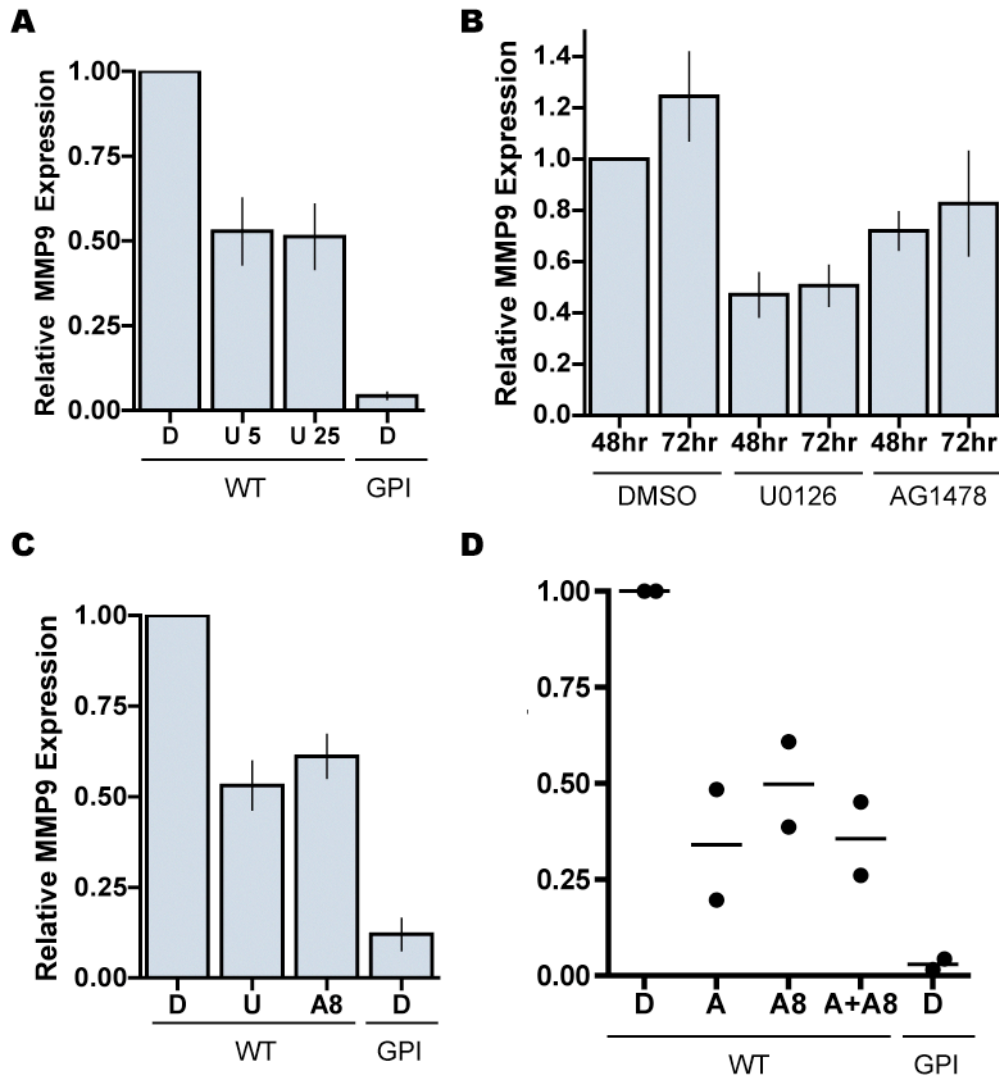 A
Relative MMP9 Expression
1.00
0.75
0.50
0.25
0.00
D U 5 U 25 D
WT GPI
B
Relative MMP9 Expression
1.4
1.2
1.0
0.8
0.6
0.4
0.2
0.0
48hr 72hr 48hr 72hr 48hr 72hr
DMSO U0126 AG1478
C
Relative MMP9 Expression
1.00
0.75
0.50
0.25
0.00
D U A8 D
WT GPI
D
1.00
0.75
0.50
0.25
0.00
D A A8 A+A8 D
WT GPI